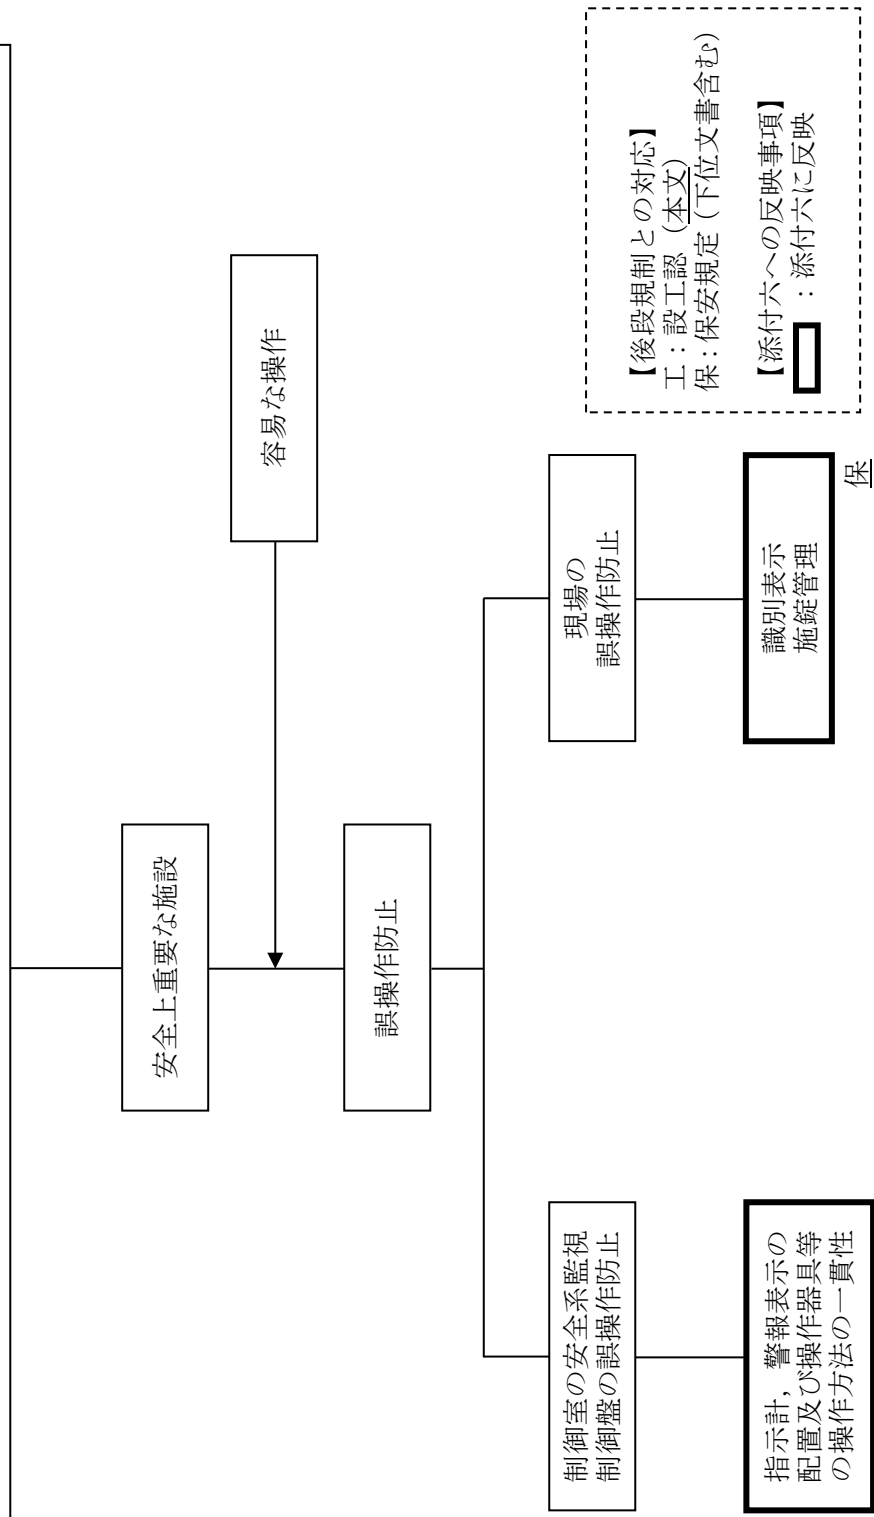 安全上重要な施設
容易な操作
誤操作防止
制御室の安全系監視
制御盤の誤操作防止
現場の
誤操作防止
指示計，警報表示の
配置及び操作器具等
の操作方法の一貫性
識別表示
施錠管理
保
【後段規制との対応】
工：設工認（本文）
保：保安規定（下位文書含む）
【添付六への反映事項】
：添付六に反映